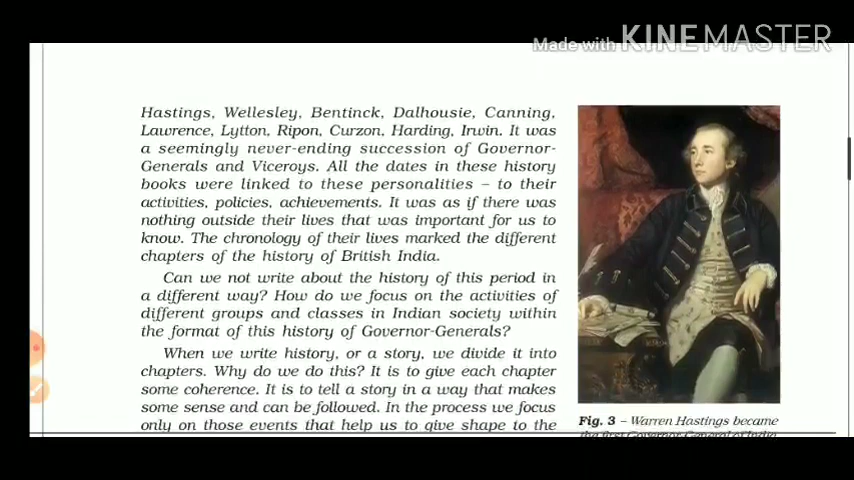 Made with KINEMASTER
Hastings, Wellesley, Bentinck, Dalhousie, Canning,
Lawrence, Lytton, Ripon, Curzon, Harding, Irwin. It was
a seemingly never-ending succession of Governor-
Generals and Viceroys. All the dates in these history
books were linked to these personalities – to their
activities, policies, achievements. It was as if there was
nothing outside their lives that was important for us to
know. The chronology of their lives marked the different
chapters of the history of British India.
Can we not write about the history of this period in
a different way? How do we focus on the activities of
different groups and classes in Indian society within
the format of this history of Governor-Generals?
When we write history, or a story, we divide it into
chapters. Why do we do this? It is to give each chapter
some coherence. It is to tell a story in a way that makes
some sense and can be followed. In the process we focus
only on those events that help us to give shape to the
Fig. 3 – Warren Hastings became
the first Governor-General of India